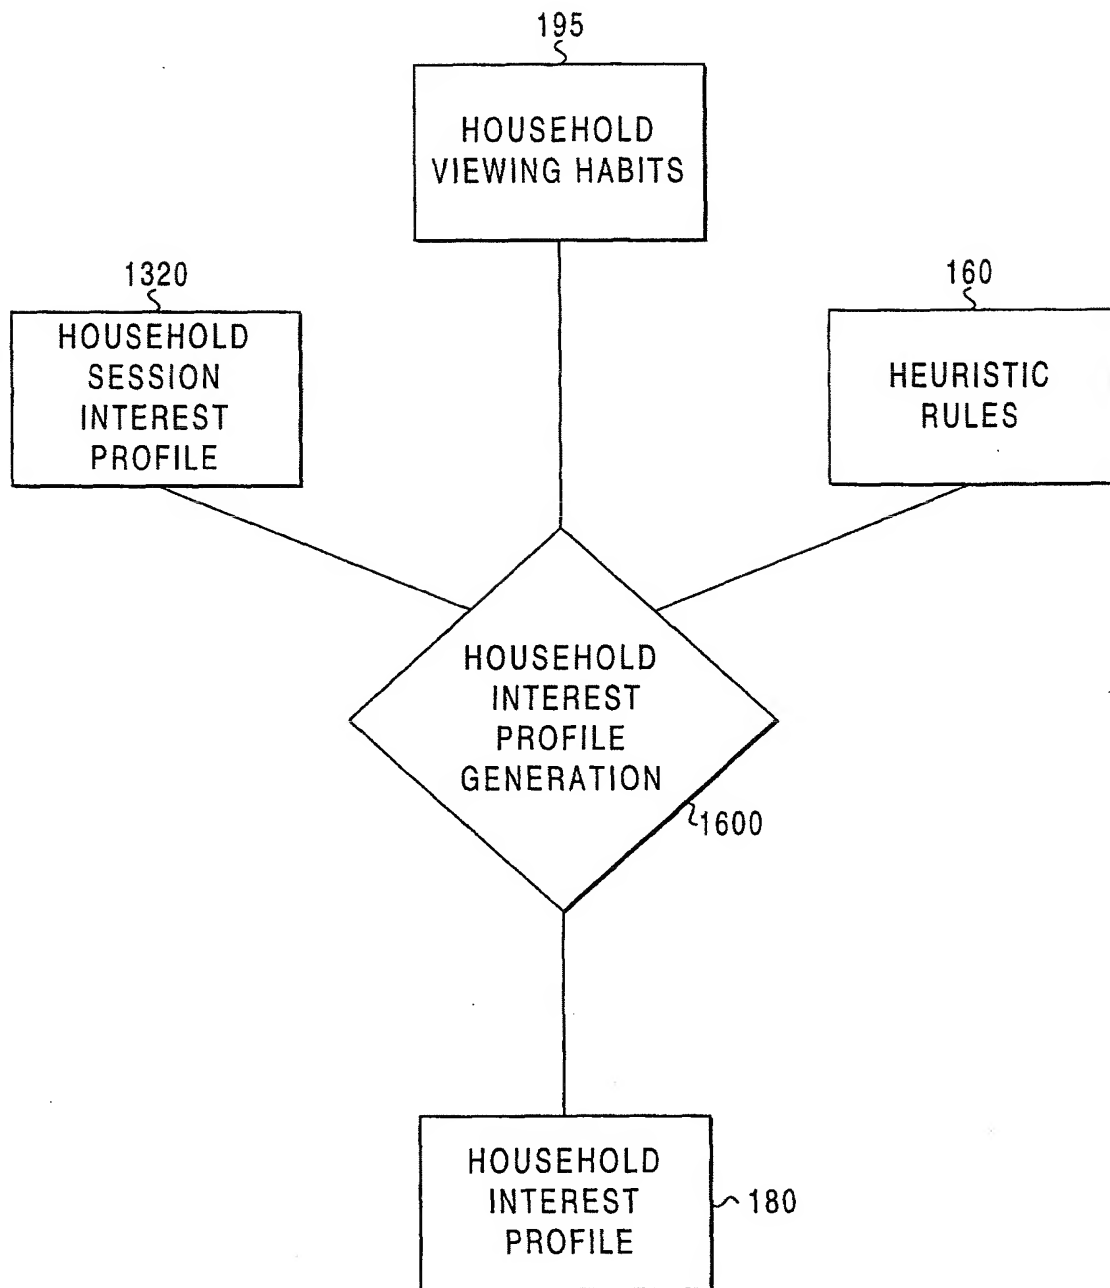 195
HOUSEHOLD
VIEWING HABITS
1320
HOUSEHOLD
SESSION
INTEREST
PROFILE
160
HEURISTIC
RULES
HOUSEHOLD
INTEREST
PROFILE
GENERATION
1600
HOUSEHOLD
INTEREST
PROFILE
180